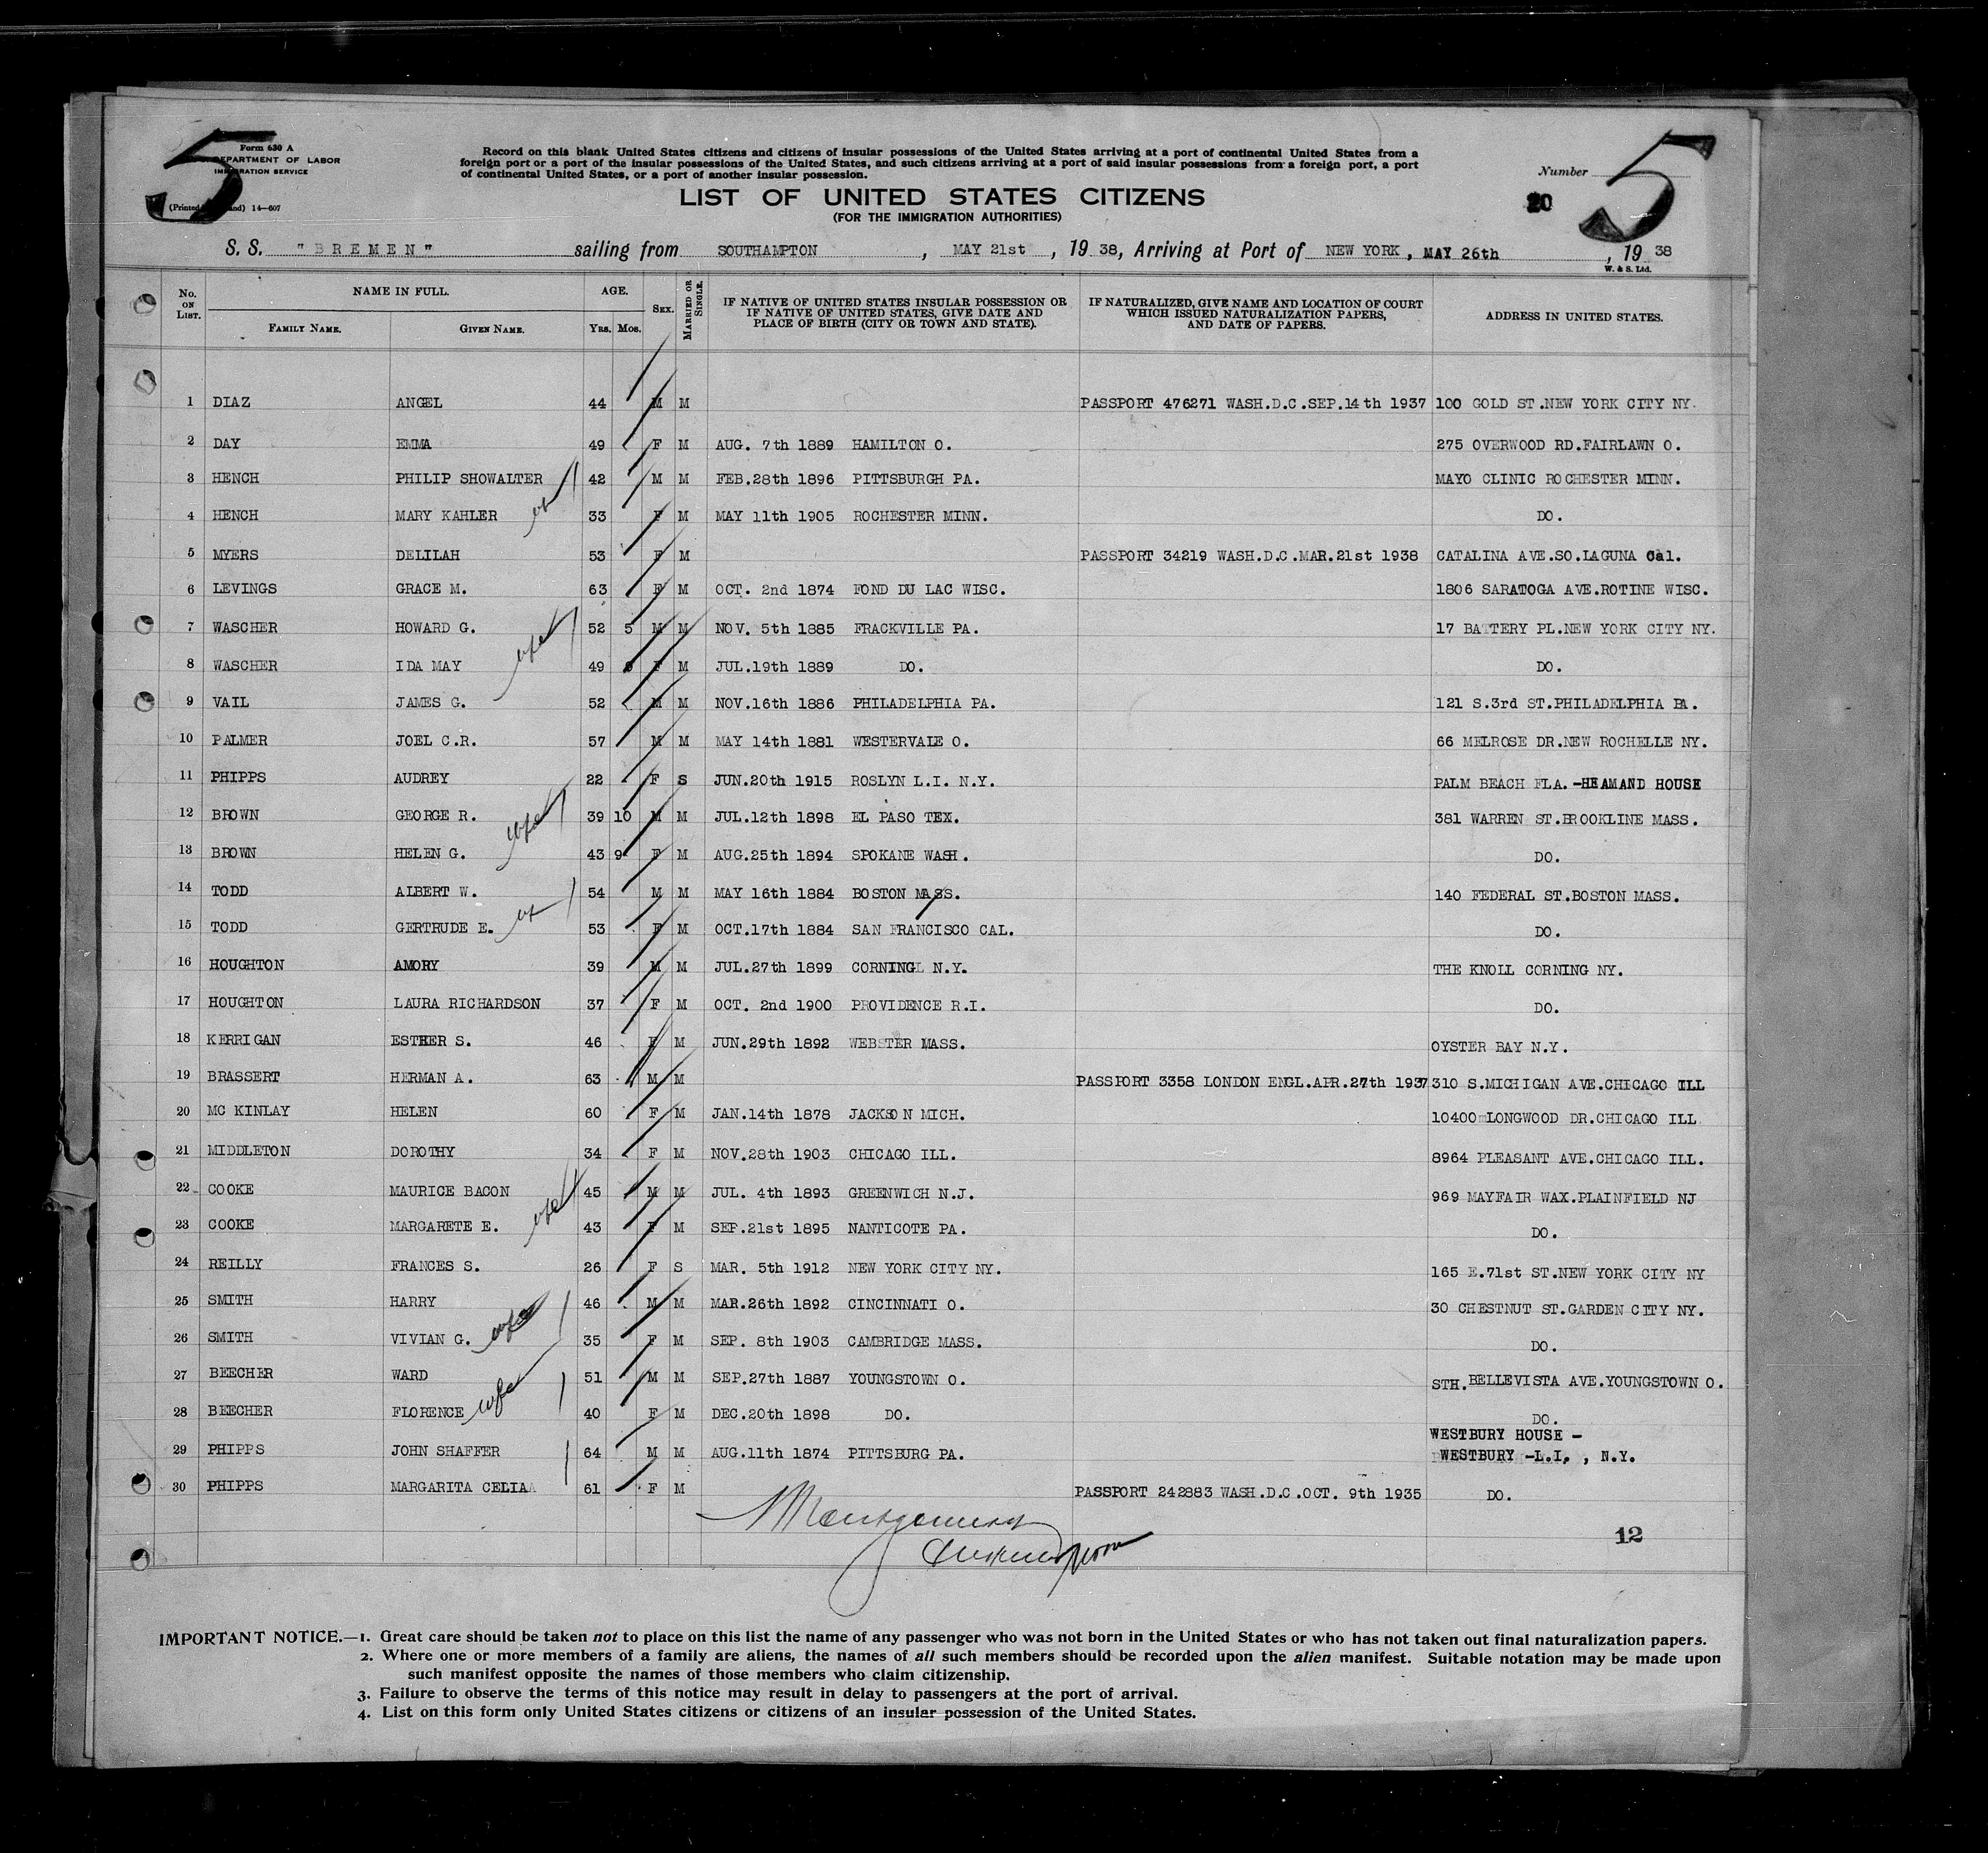 5
Form 630 A
DEPARTMENT OF LABOR
IMMIGRATION SERVICE
(Printed and) 14—607
Record on this blank United States citizens and citizens of insular possessions of the United States arriving at a port of continental United States from a
foreign port or a port of the insular possessions of the United States, and such citizens arriving at a port of said insular possessions from a foreign port, a port
of continental United States, or a port of another insular possession.
Number 5
20
LIST OF UNITED STATES CITIZENS
(FOR THE IMMIGRATION AUTHORITIES)
S. S. "BREMEN" sailing from SOUTHAMPTON, MAY 21st, 19 38, Arriving at Port of NEW YORK, MAY 26th, 19 38
W. & S. Ltd.
No. ON LIST. NAME IN FULL. AGE. SEX. MARRIED OR SINGLE. IF NATIVE OF UNITED STATES INSULAR POSSESSION OR IF NATIVE OF UNITED STATES, GIVE DATE AND PLACE OF BIRTH (CITY OR TOWN AND STATE). IF NATURALIZED, GIVE NAME AND LOCATION OF COURT WHICH ISSUED NATURALIZATION PAPERS, AND DATE OF PAPERS. ADDRESS IN UNITED STATES.
FAMILY NAME. GIVEN NAME. YRS. MOS.
1 DIAZ ANGEL 44 M M PASSPORT 476271 WASH.D.C.SEP.14th 1937 100 GOLD ST.NEW YORK CITY NY.
2 DAY EMMA 49 F M AUG. 7th 1889 HAMILTON O. 275 OVERWOOD RD.FAIRLAWN O.
3 HENCH PHILIP SHOWALTER 42 M M FEB.28th 1896 PITTSBURGH PA. MAYO CLINIC ROCHESTER MINN.
4 HENCH MARY KAHLER wf 33 F M MAY 11th 1905 ROCHESTER MINN. DO.
5 MYERS DELILAH 53 F M PASSPORT 34219 WASH.D.C.MAR.21st 1938 CATALINA AVE.SO.LAGUNA Cal.
6 LEVINGS GRACE M. 63 F M OCT. 2nd 1874 FOND DU LAC WISC. 1806 SARATOGA AVE.ROTINE WISC.
7 WASCHER HOWARD G. 52 5 M M NOV. 5th 1885 FRACKVILLE PA. 17 BATTERY PL.NEW YORK CITY NY.
8 WASCHER IDA MAY wife 49 F M JUL.19th 1889 DO. DO.
9 VAIL JAMES G. 52 M M NOV.16th 1886 PHILADELPHIA PA. 121 S.3rd ST.PHILADELPHIA PA.
10 PALMER JOEL C.R. 57 M M MAY 14th 1881 WESTERVALE O. 66 MELROSE DR.NEW ROCHELLE NY.
11 PHIPPS AUDREY 22 F S JUN.20th 1915 ROSLYN L.I. N.Y. PALM BEACH FLA.-HEAMAND HOUSE
12 BROWN GEORGE R. 39 10 M M JUL.12th 1898 EL PASO TEX. 381 WARREN ST.BROOKLINE MASS.
13 BROWN HELEN G. wife 43 9 F M AUG.25th 1894 SPOKANE WASH. DO.
14 TODD ALBERT W. 54 M M MAY 16th 1884 BOSTON MASS. 140 FEDERAL ST.BOSTON MASS.
15 TODD GERTRUDE E. wf 53 F M OCT.17th 1884 SAN FRANCISCO CAL. DO.
16 HOUGHTON AMORY 39 M M JUL.27th 1899 CORNINGL N.Y. THE KNOLL CORNING NY.
17 HOUGHTON LAURA RICHARDSON 37 F M OCT. 2nd 1900 PROVIDENCE R.I. DO.
18 KERRIGAN ESTHER S. 46 F M JUN.29th 1892 WEBSTER MASS. OYSTER BAY N.Y.
19 BRASSERT HERMAN A. 63 M M PASSPORT 3358 LONDON ENGL.APR.27th 1937 310 S.MICHIGAN AVE.CHICAGO ILL
20 MC KINLAY HELEN 60 F M JAN.14th 1878 JACKSON MICH. 10400 LONGWOOD DR.CHICAGO ILL
21 MIDDLETON DOROTHY 34 F M NOV.28th 1903 CHICAGO ILL. 8964 PLEASANT AVE.CHICAGO ILL.
22 COOKE MAURICE BACON 45 M M JUL. 4th 1893 GREENWICH N.J. 969 MAYFAIR WAX.PLAINFIELD NJ
23 COOKE MARGARETE E. wife 43 F M SEP.21st 1895 NANTICOTE PA. DO.
24 REILLY FRANCES S. 26 F S MAR. 5th 1912 NEW YORK CITY NY. 165 E.71st ST.NEW YORK CITY NY
25 SMITH HARRY 46 M M MAR.26th 1892 CINCINNATI O. 30 CHESTNUT ST.GARDEN CITY NY.
26 SMITH VIVIAN G. wife 35 F M SEP. 8th 1903 CAMBRIDGE MASS. DO.
27 BEECHER WARD 51 M M SEP.27th 1887 YOUNGSTOWN O. STH.BELLEVISTA AVE.YOUNGSTOWN O.
28 BEECHER FLORENCE wife 40 F M DEC.20th 1898 DO. DO.
29 PHIPPS JOHN SHAFFER 64 M M AUG.11th 1874 PITTSBURG PA. WESTBURY HOUSE - WESTBURY -L.I., N.Y.
30 PHIPPS MARGARITA CELIA 61 F M PASSPORT 242883 WASH.D.C.OCT. 9th 1935 DO.
Montgomery
12
IMPORTANT NOTICE.—1. Great care should be taken not to place on this list the name of any passenger who was not born in the United States or who has not taken out final naturalization papers.
2. Where one or more members of a family are aliens, the names of all such members should be recorded upon the alien manifest. Suitable notation may be made upon
such manifest opposite the names of those members who claim citizenship.
3. Failure to observe the terms of this notice may result in delay to passengers at the port of arrival.
4. List on this form only United States citizens or citizens of an insular possession of the United States.